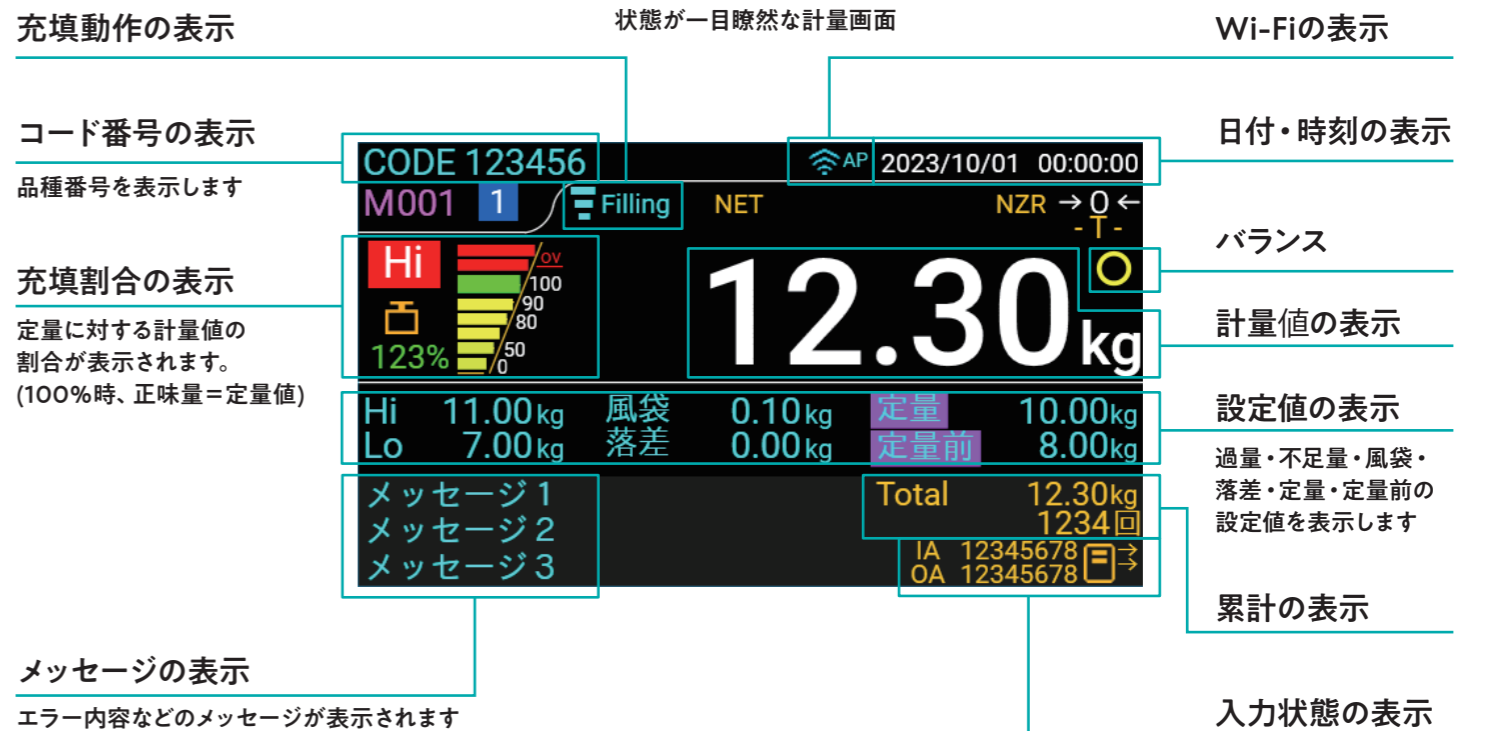 状態が一目瞭然な計量画面
充填動作の表示
コード番号の表示
品種番号を表示します
充填割合の表示
定量に対する計量値の
割合が表示されます。
(100%時、正味量=定量値)
メッセージの表示
エラー内容などのメッセージが表示されます
CODE 123456
AP 2023/10/01 00:00:00
M001 1 Filling NET NZR →0←
-T-
Hi
OV
100
90
80
50
0
123%
12.30kg
Hi 11.00kg 風袋 0.10kg 定量 10.00kg
Lo 7.00kg 落差 0.00kg 定量前 8.00kg
メッセージ1
メッセージ2
メッセージ3
Total 12.30kg
1234回
IA 12345678
OA 12345678
Wi-Fiの表示
日付・時刻の表示
バランス
計量値の表示
設定値の表示
過量・不足量・風袋・
落差・定量・定量前の
設定値を表示します
累計の表示
入力状態の表示